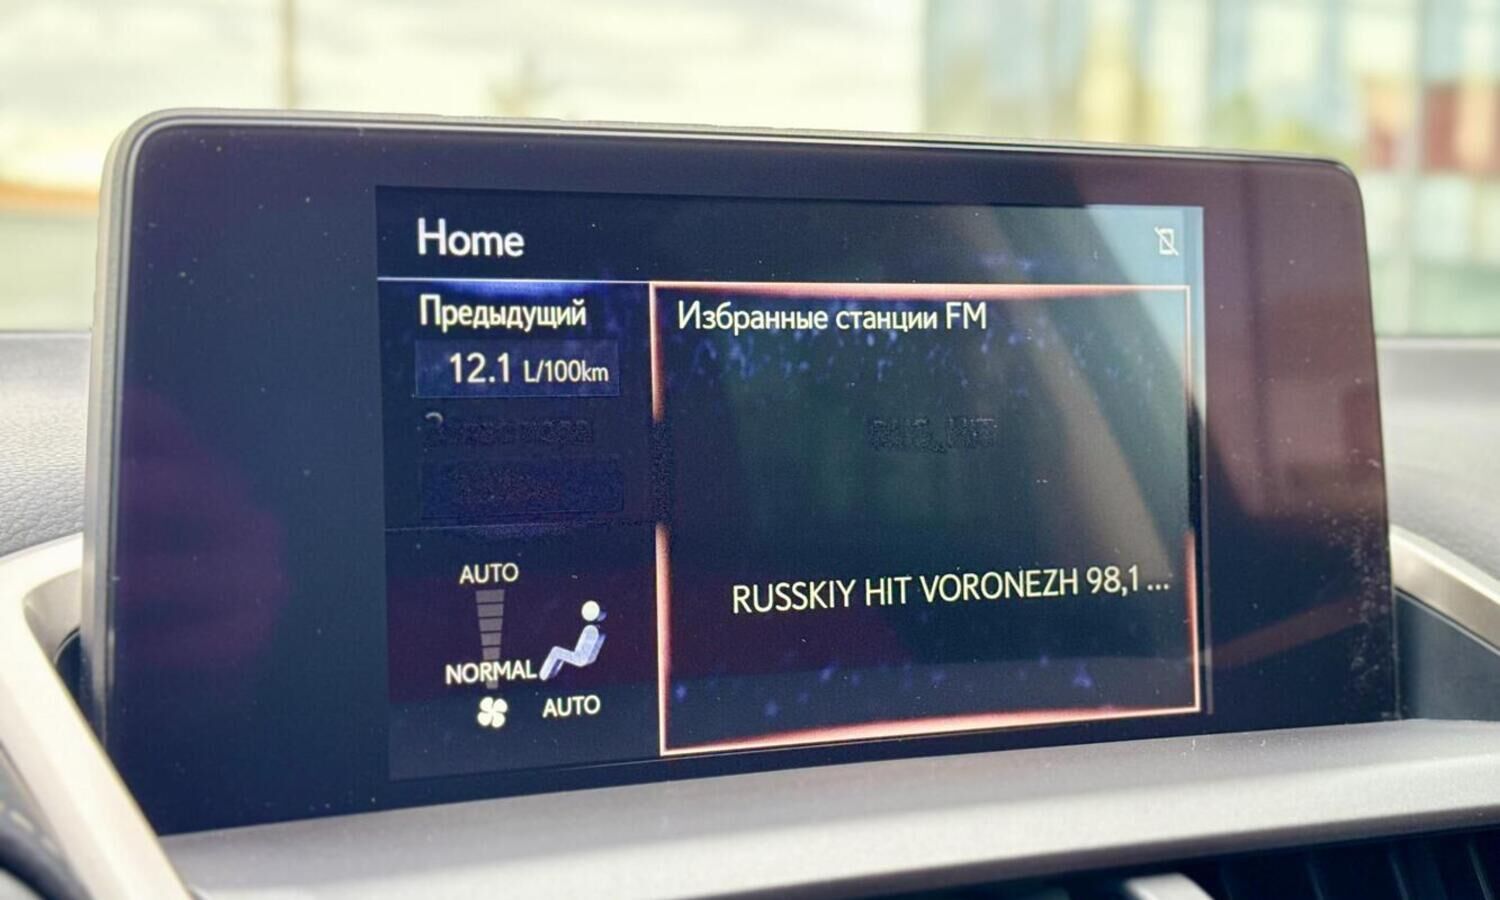 Home
Предыдущий
12.1 L/100km
Избранные станции FM
RUSSKIY HIT VORONEZH 98,1 ...
AUTO
NORMAL
AUTO